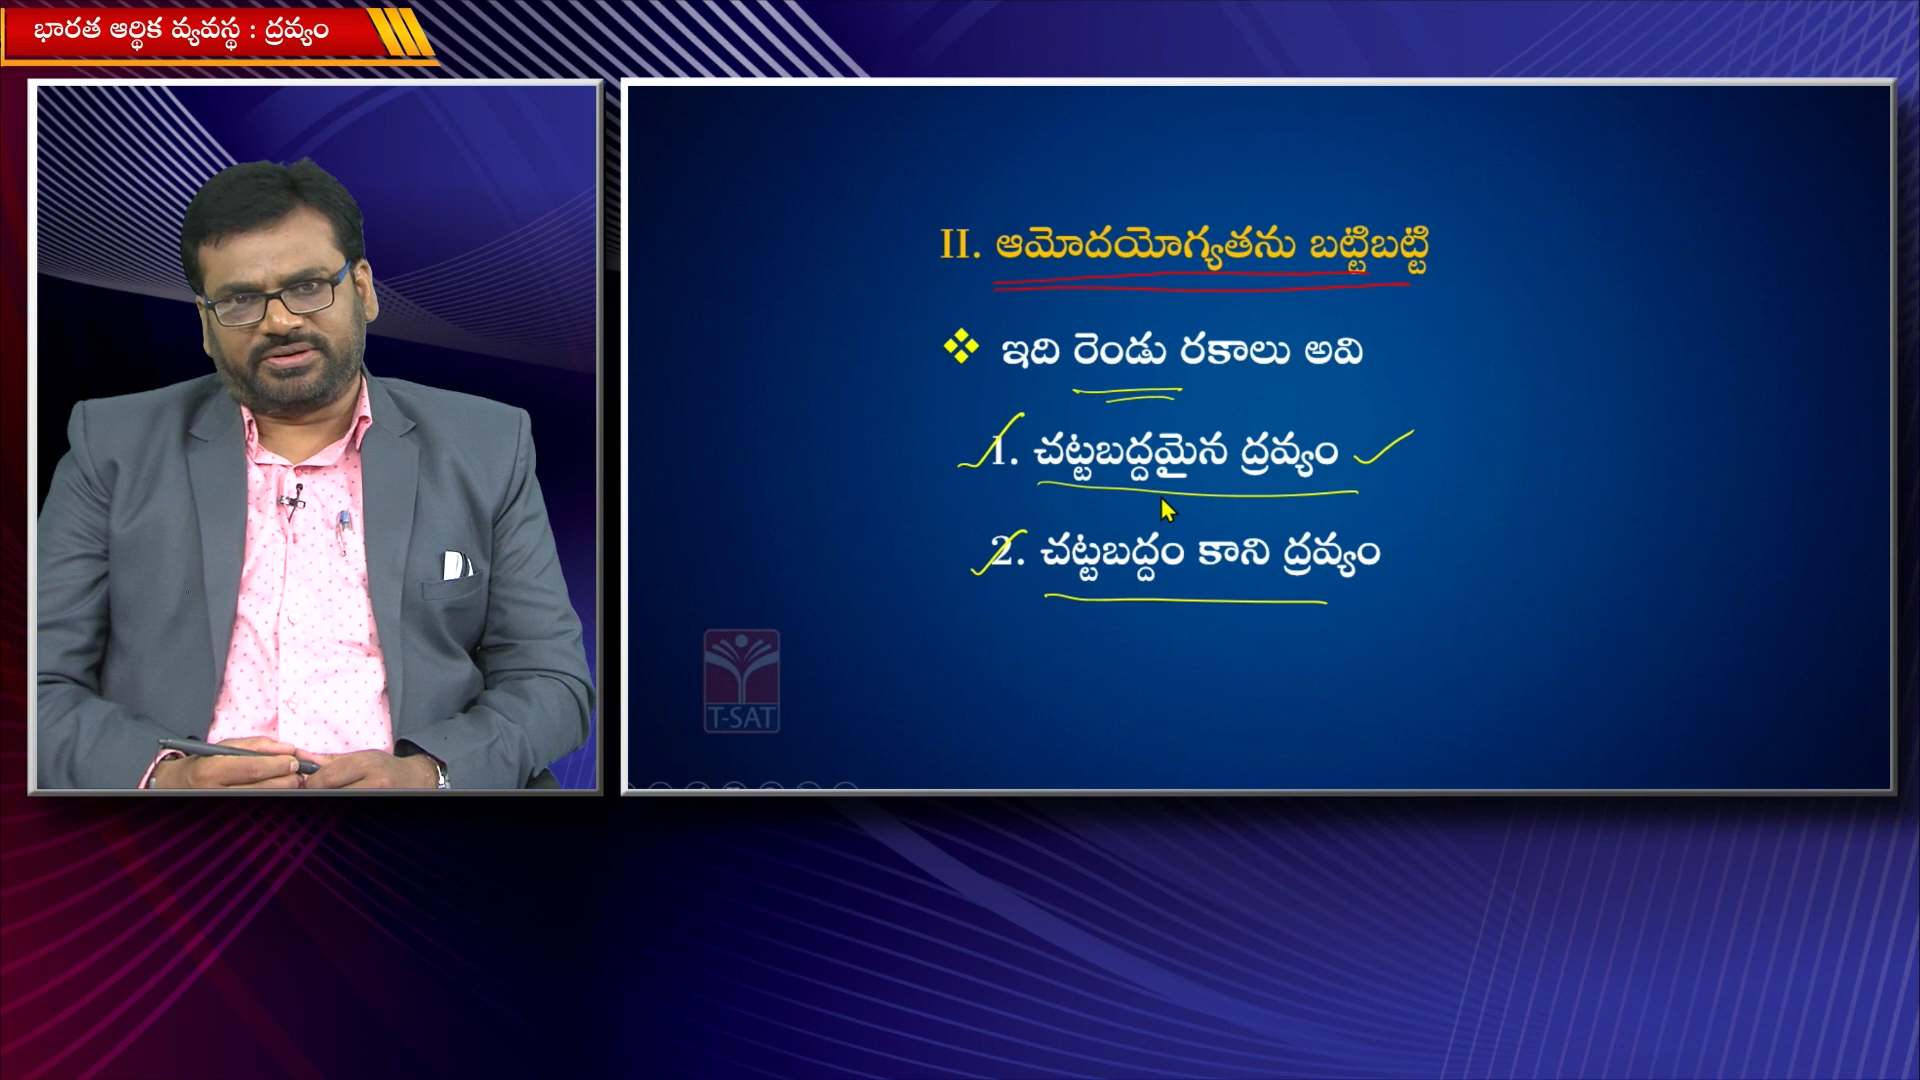 భారత ఆర్థిక వ్యవస్థ : ద్రవ్యం
II. ఆమోదయోగ్యతను బట్టిబట్టి
ఇది రెండు రకాలు అవి
1. చట్టబద్దమైన ద్రవ్యం
2. చట్టబద్దం కాని ద్రవ్యం
T-SAT